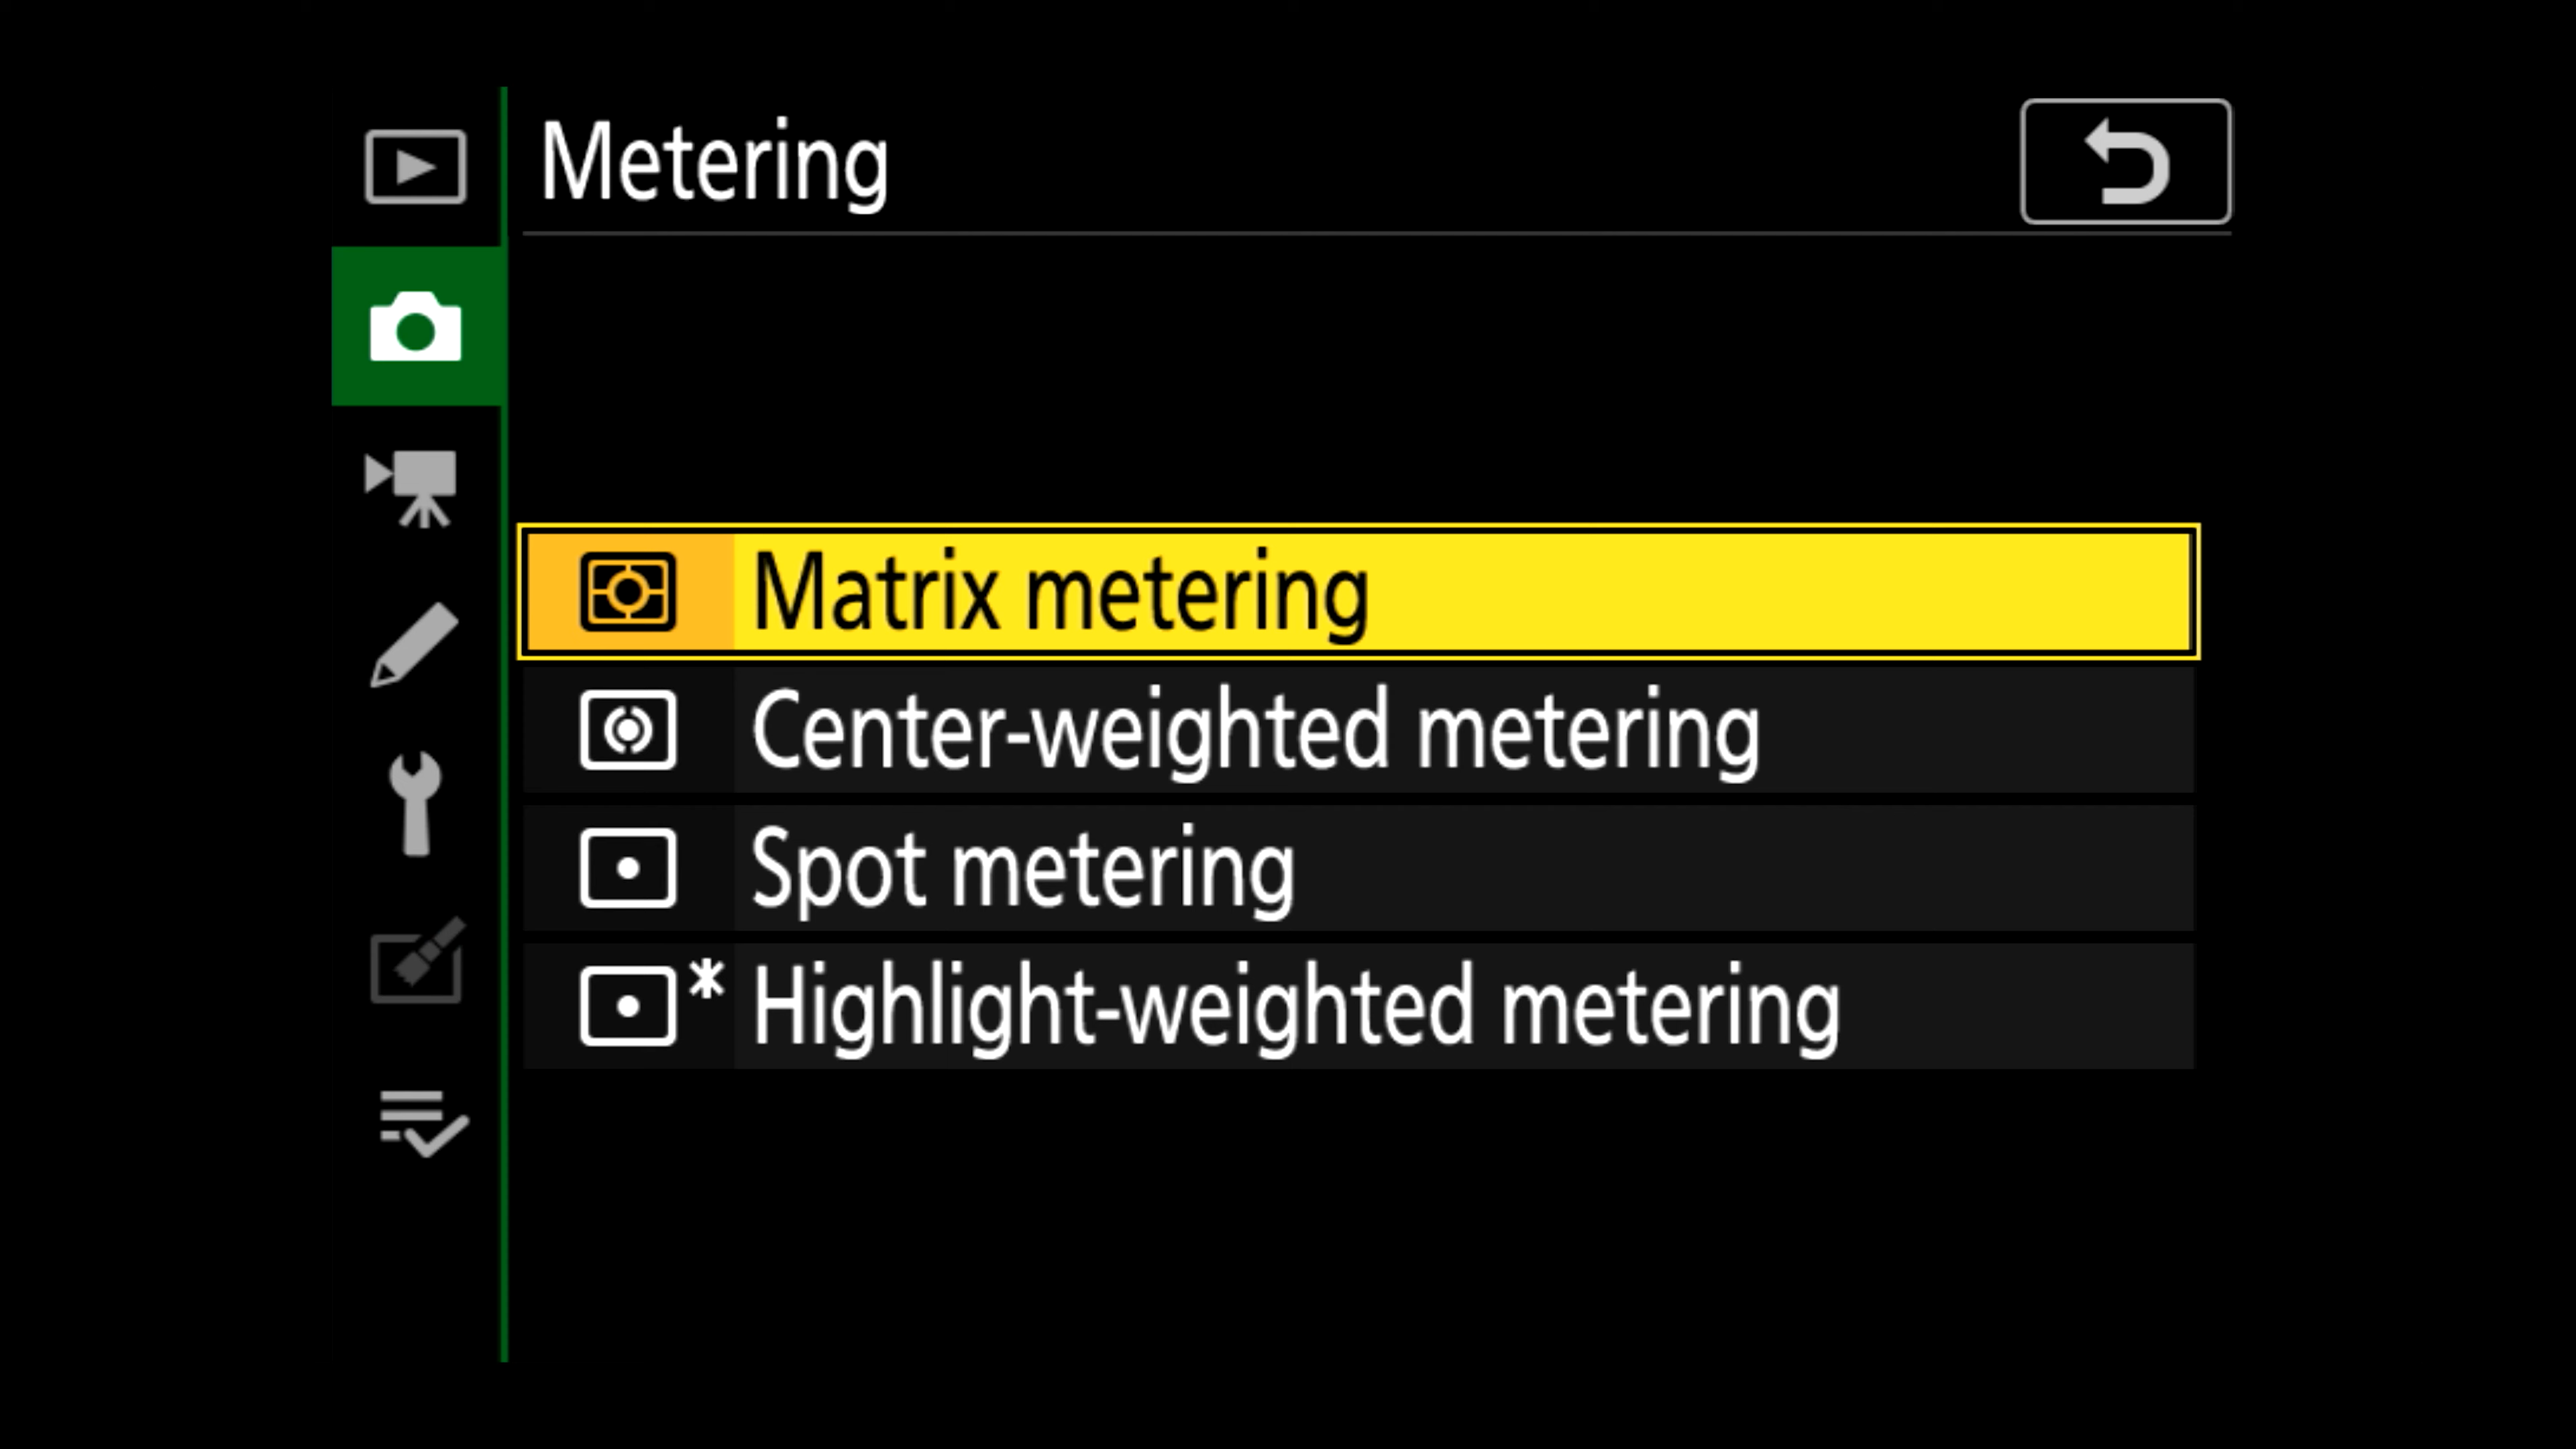 Metering
Matrix metering
Center-weighted metering
Spot metering
* Highlight-weighted metering